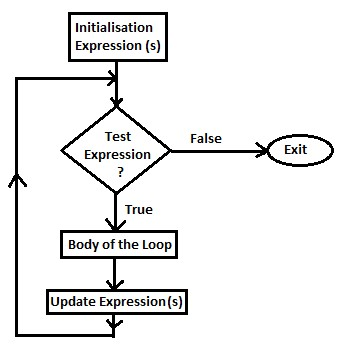 Initialisation
Expression (s)
Test
Expression
?
False
Exit
True
Body of the Loop
Update Expression(s)